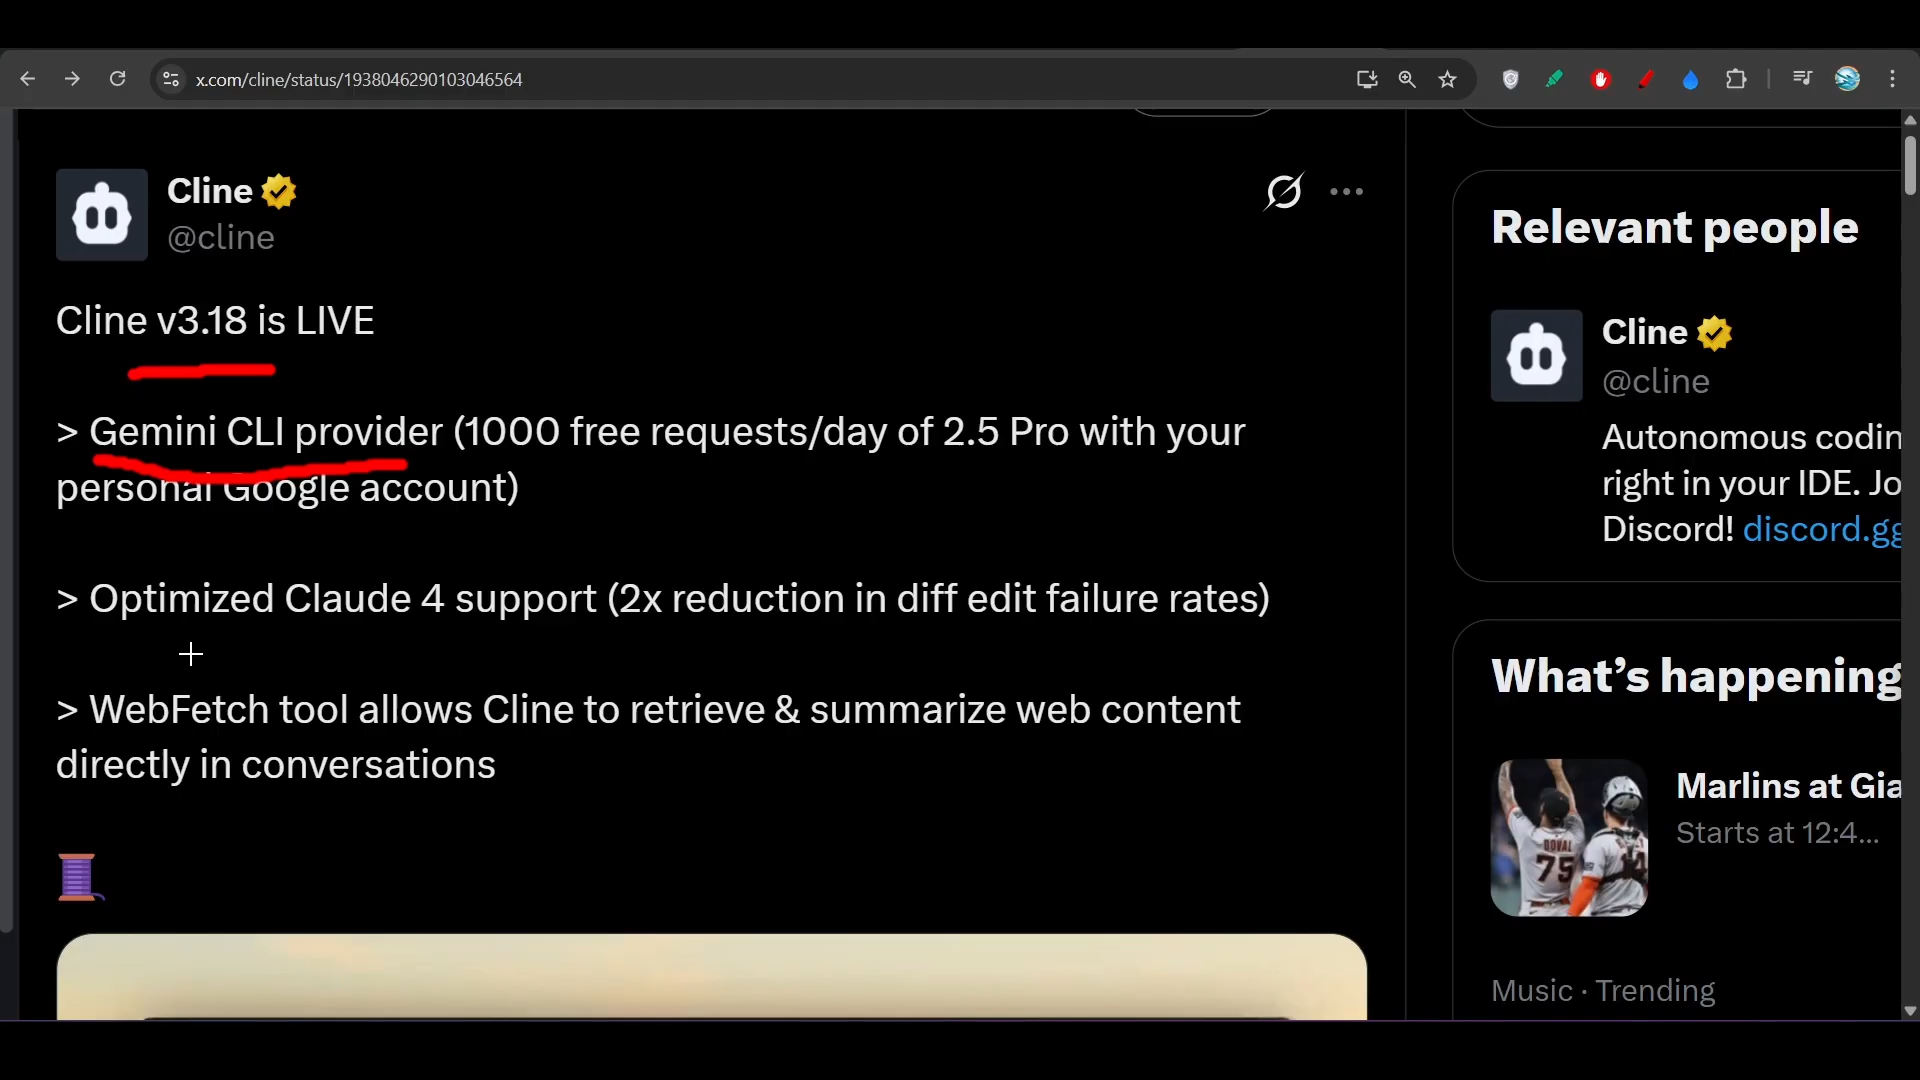 x.com/cline/status/1938046290103046564
Cline
@cline
Cline v3.18 is LIVE
> Gemini CLI provider (1000 free requests/day of 2.5 Pro with your
personal Google account)
> Optimized Claude 4 support (2x reduction in diff edit failure rates)
> WebFetch tool allows Cline to retrieve & summarize web content
directly in conversations
Relevant people
Cline
@cline
Autonomous codin
right in your IDE. Jo
Discord! discord.gg
What’s happening
Marlins at Gia
Starts at 12:4...
DOVAL
75
14
Music · Trending